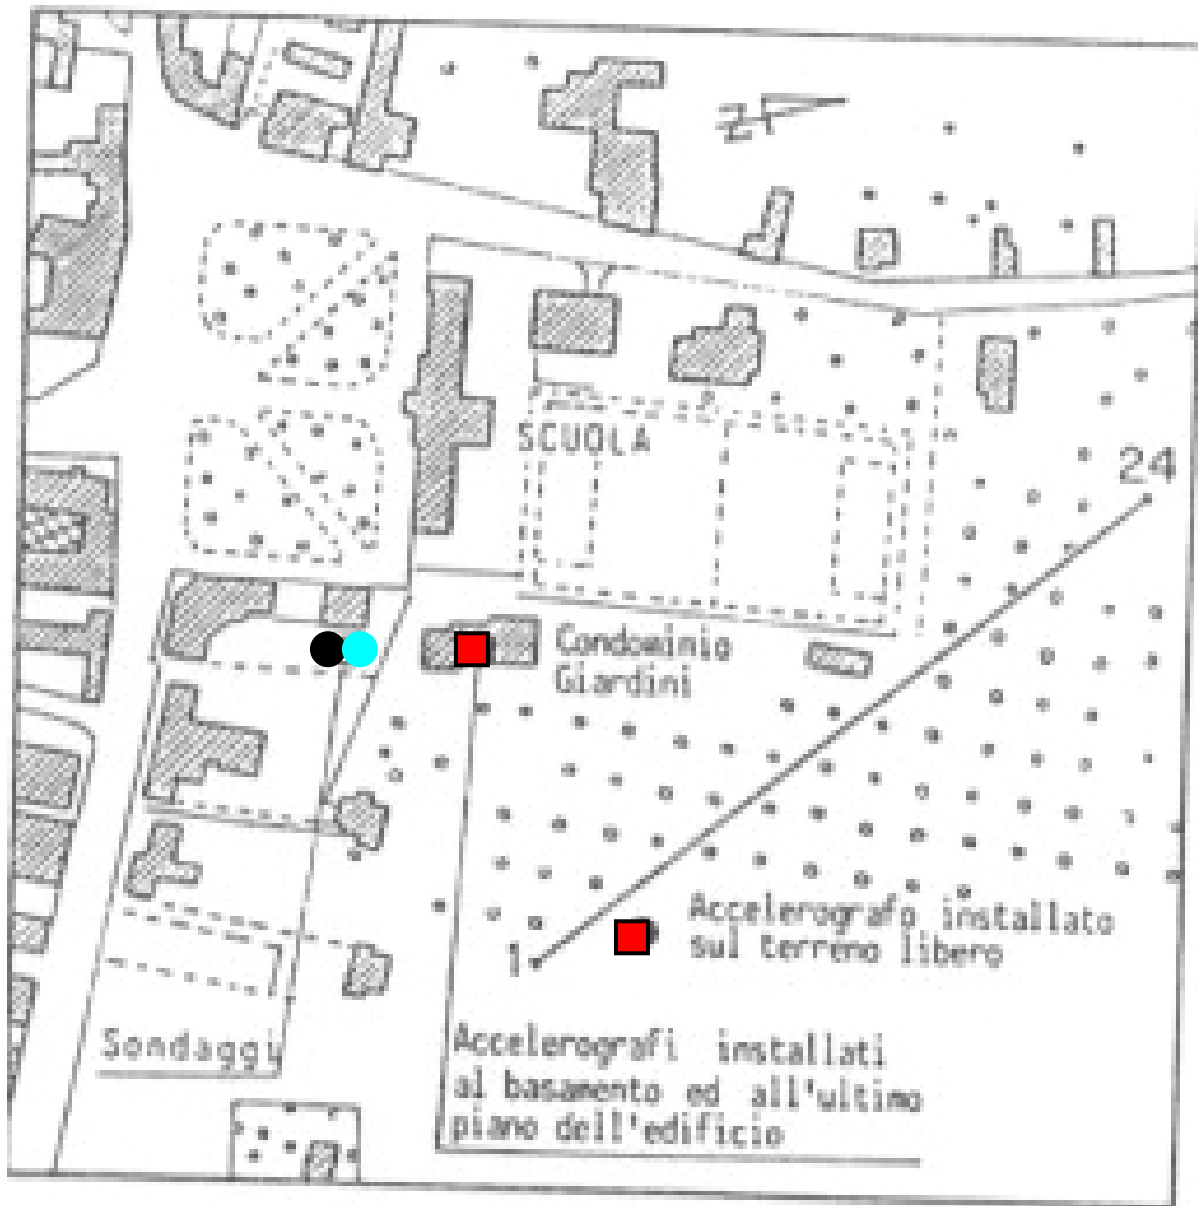 N
SCUOLA
24
Condominio
Giardini
Accelerografo installato
sul terreno libero
1
Sondaggi
Accelerografi installati
al basamento ed all'ultimo
piano dell'edificio